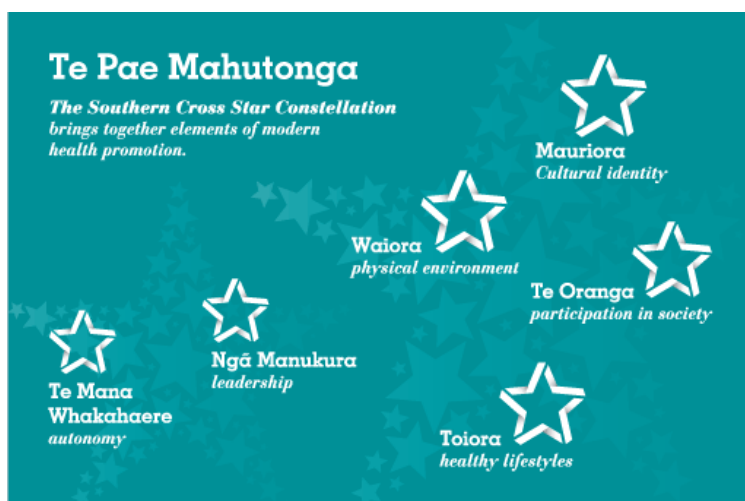 Te Pae Mahutonga
The Southern Cross Star Constellation
brings together elements of modern
health promotion.
Mauriora
Cultural identity
Waiora
physical environment
Te Oranga
participation in society
Ngā Manukura
leadership
Te Mana
Whakahaere
autonomy
Toiora
healthy lifestyles